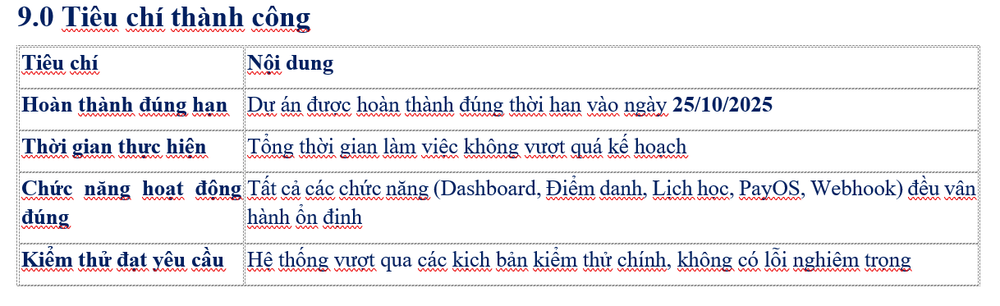 9.0 Tiêu chí thành công
Tiêu chí
Nội dung
Hoàn thành đúng hạn
Dự án được hoàn thành đúng thời hạn vào ngày 25/10/2025
Thời gian thực hiện
Tổng thời gian làm việc không vượt quá kế hoạch
Chức năng hoạt động
đúng
Tất cả các chức năng (Dashboard, Điểm danh, Lịch học, PayOS, Webhook) đều vận
hành ổn định
Kiểm thử đạt yêu cầu
Hệ thống vượt qua các kịch bản kiểm thử chính, không có lỗi nghiêm trọng